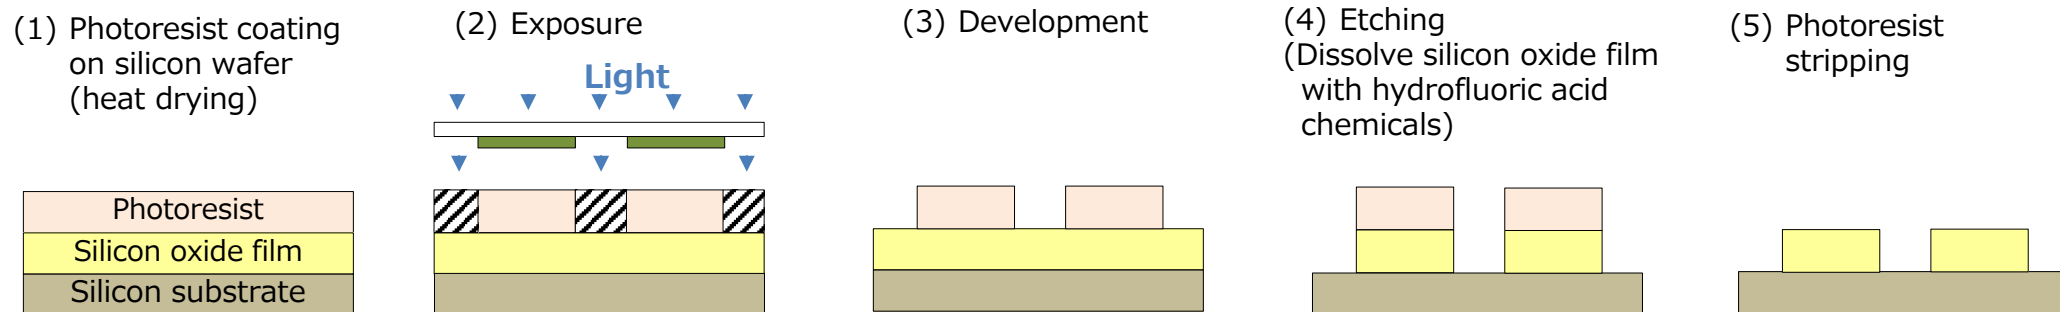 (1) Photoresist coating
on silicon wafer
(heat drying)
Photoresist
Silicon oxide film
Silicon substrate
(2) Exposure
Light
(3) Development
(4) Etching
(Dissolve silicon oxide film
with hydrofluoric acid
chemicals)
(5) Photoresist
stripping